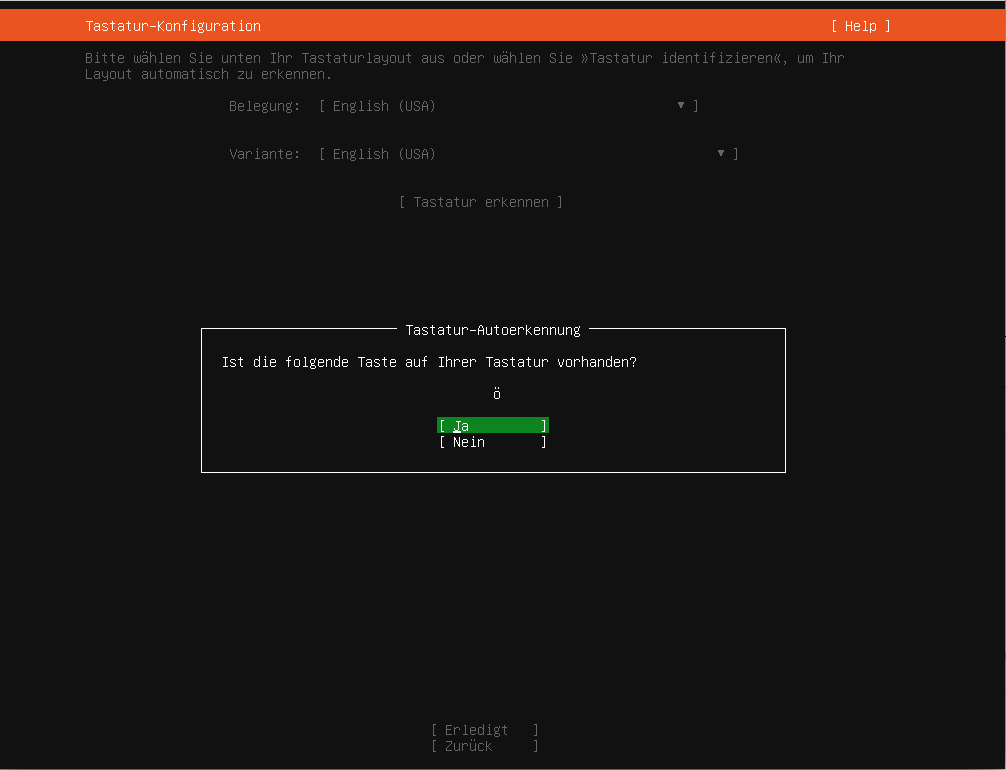 Tastatur-Konfiguration [ Help ]
Bitte wählen Sie unten Ihr Tastaturlayout aus oder wählen Sie »Tastatur identifizieren«, um Ihr
Layout automatisch zu erkennen.
Belegung: [ English (USA) ▾ ]
Variante: [ English (USA) ▾ ]
[ Tastatur erkennen ]
Tastatur-Autoerkennung
Ist die folgende Taste auf Ihrer Tastatur vorhanden?
ö
[ Ja ]
[ Nein ]
[ Erledigt ]
[ Zurück ]